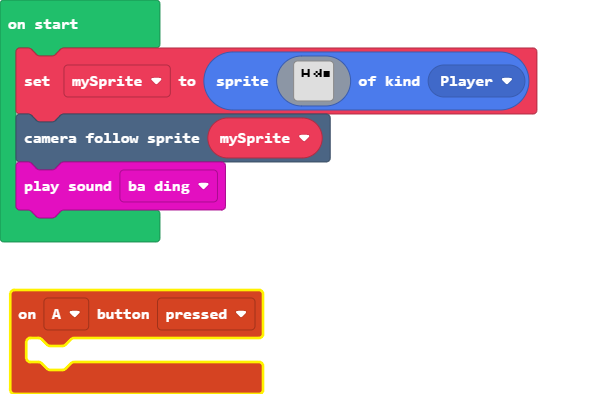 on start
set mySprite to sprite of kind Player
camera follow sprite mySprite
play sound ba ding
on A button pressed